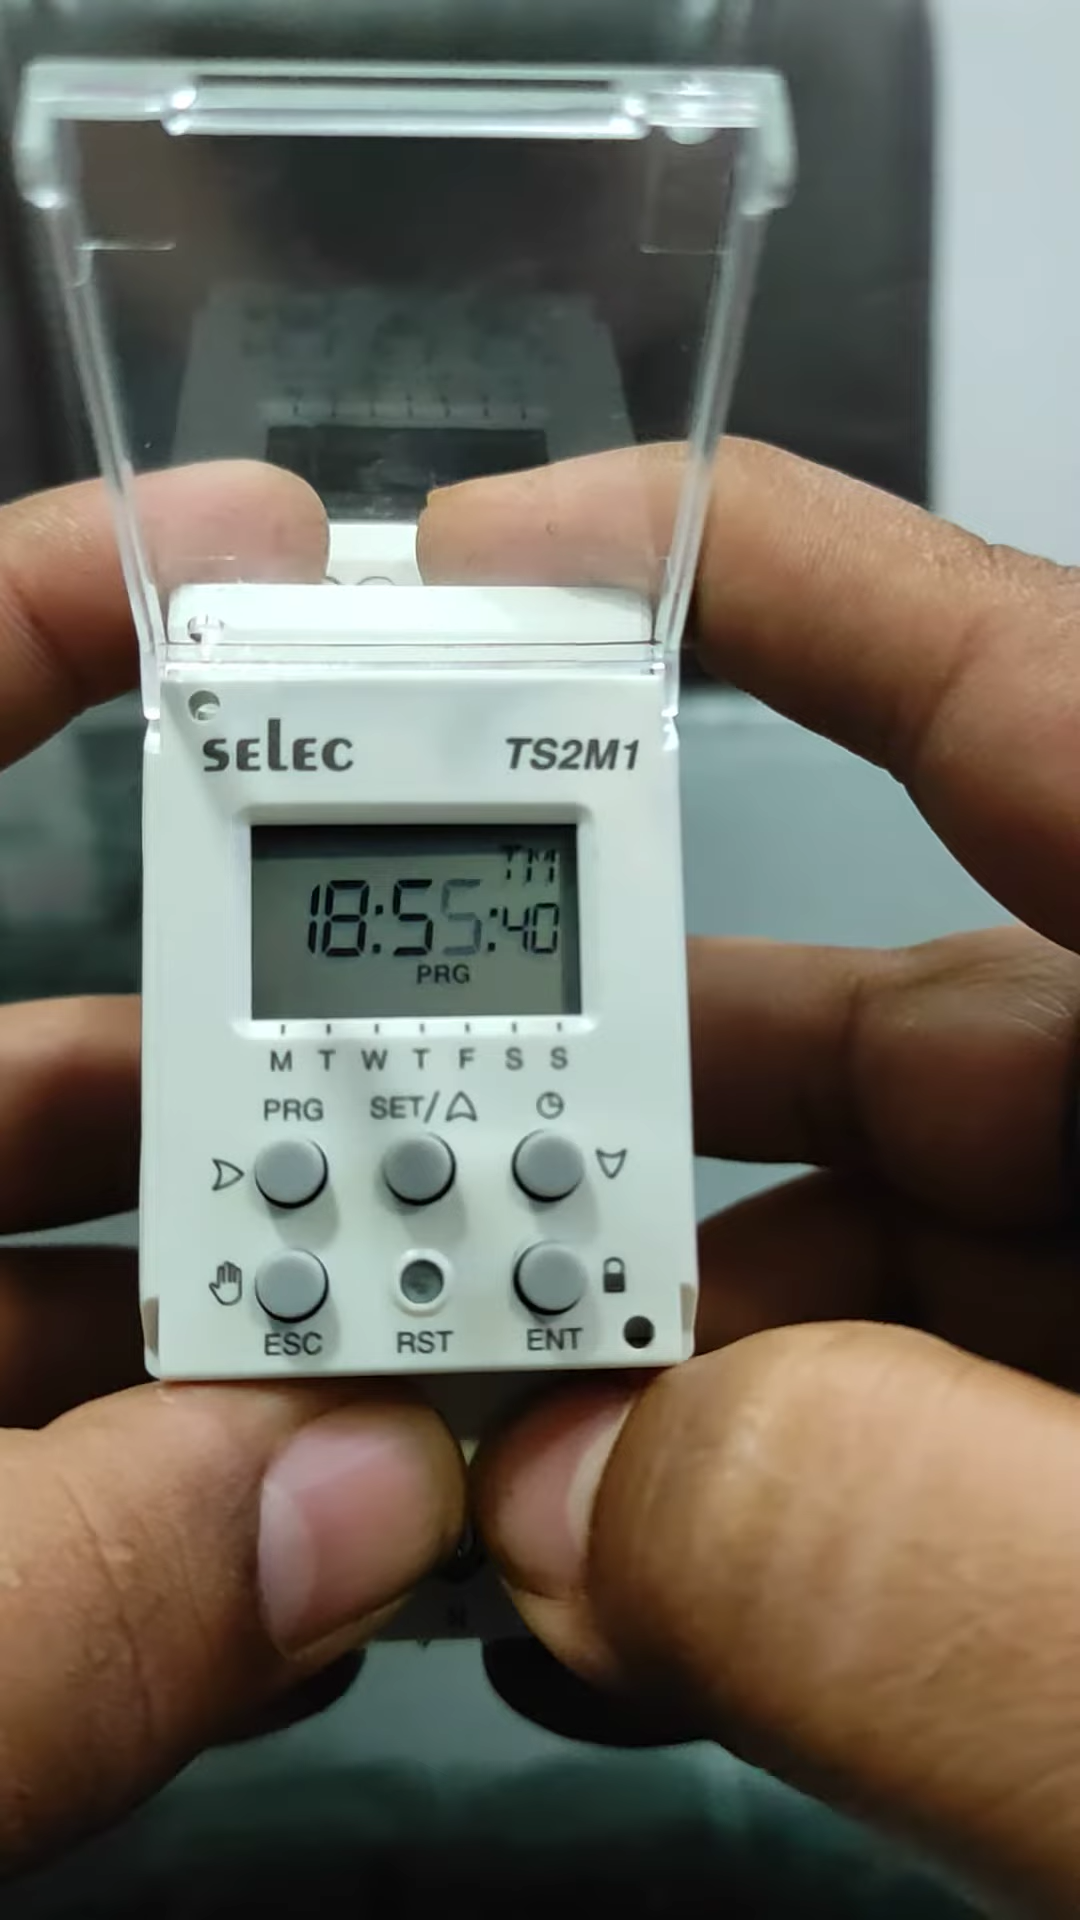 selec TS2M1
TM
18:55:40
PRG
M T W T F S S
PRG SET/
ESC RST ENT